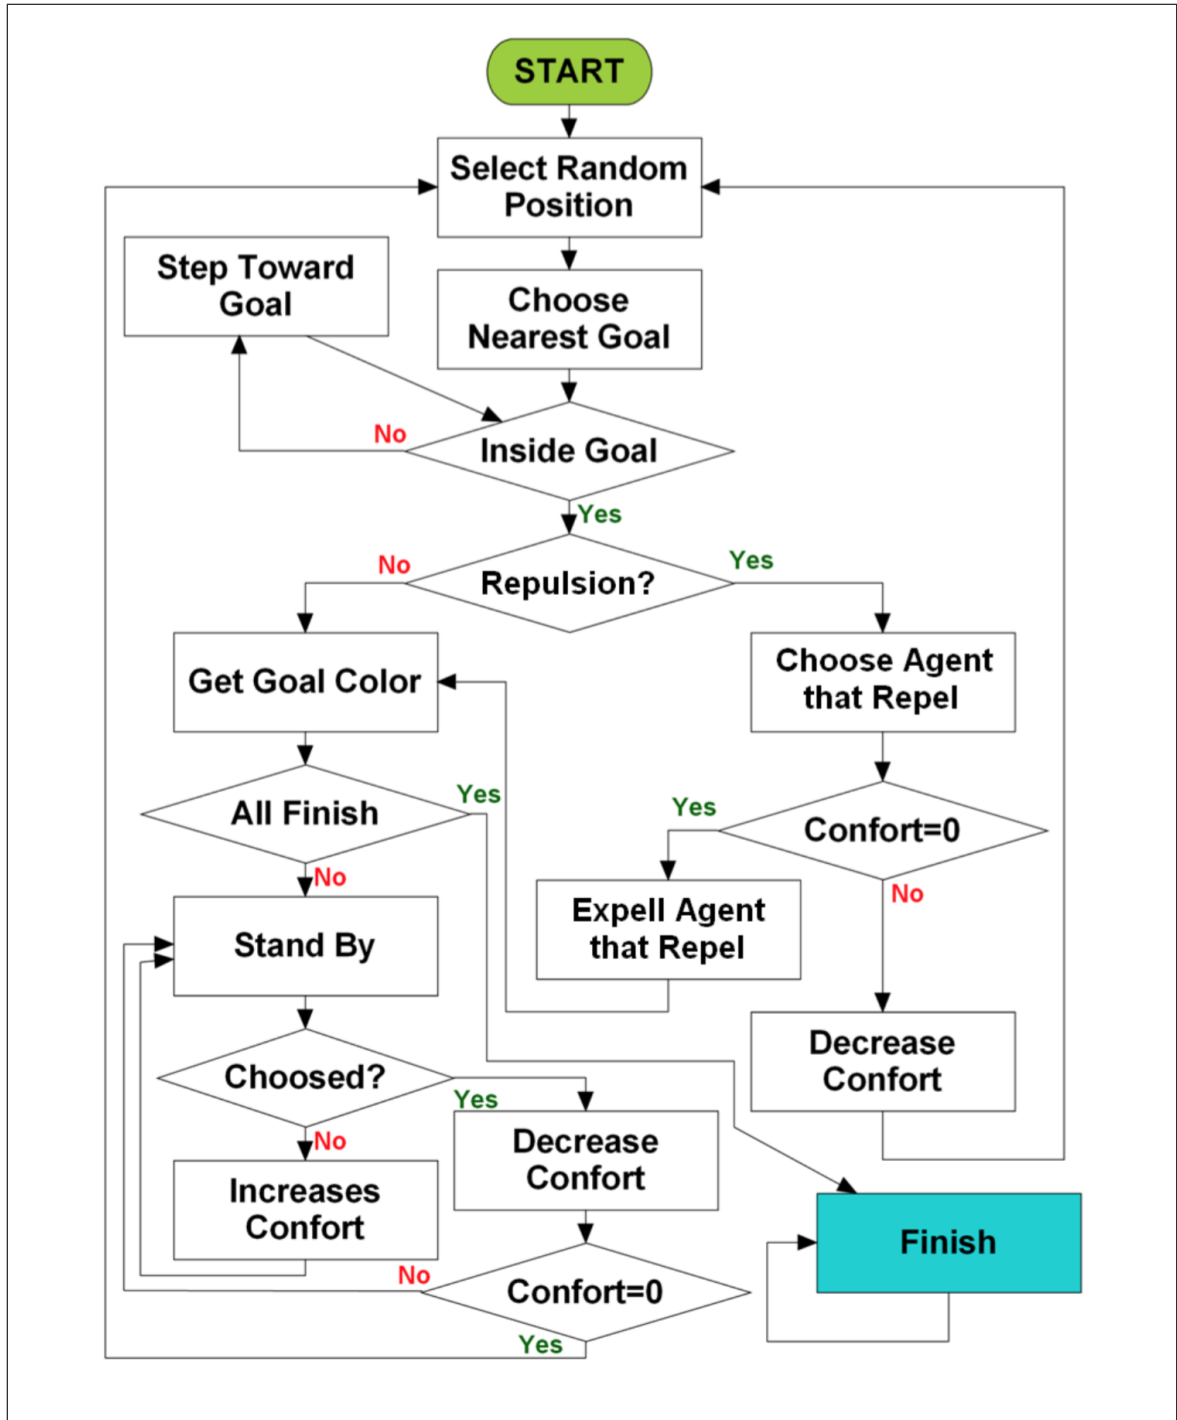 START
Select Random
Position
Step Toward
Goal
Choose
Nearest Goal
No
Inside Goal
Yes
No
Repulsion?
Yes
Get Goal Color
Choose Agent
that Repel
All Finish
Yes
Yes
Confort=0
No
No
Expell Agent
that Repel
Stand By
Decrease
Confort
Choosed?
Yes
No
Decrease
Confort
Increases
Confort
Finish
No
Confort=0
Yes